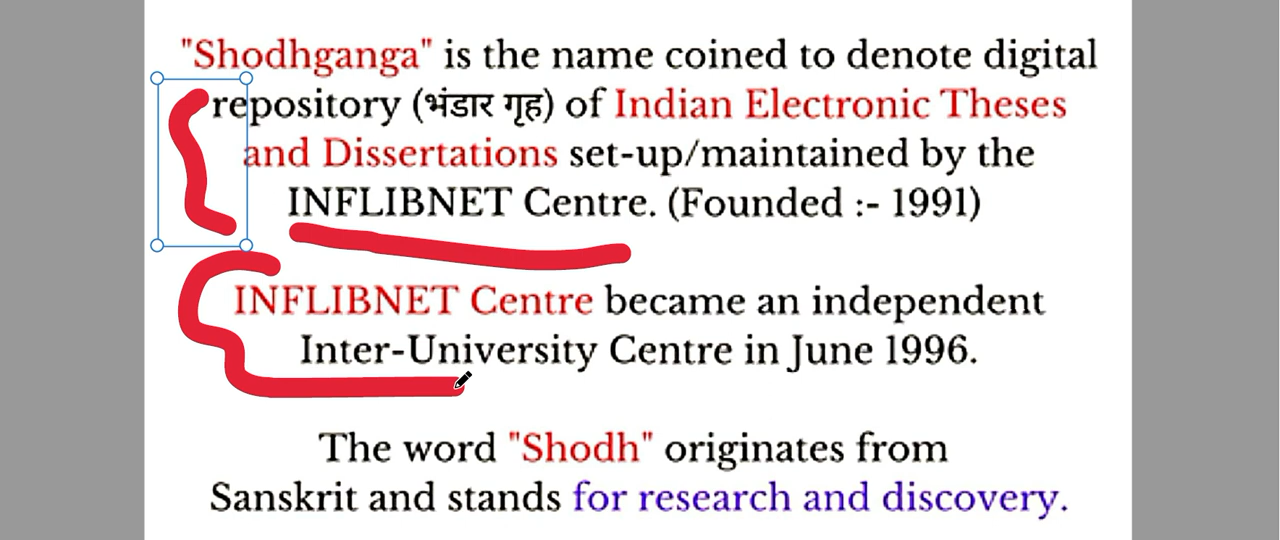 "Shodhganga" is the name coined to denote digital
repository (भंडार गृह) of Indian Electronic Theses
and Dissertations set-up/maintained by the
INFLIBNET Centre. (Founded :- 1991)
INFLIBNET Centre became an independent
Inter-University Centre in June 1996.
The word "Shodh" originates from
Sanskrit and stands for research and discovery.